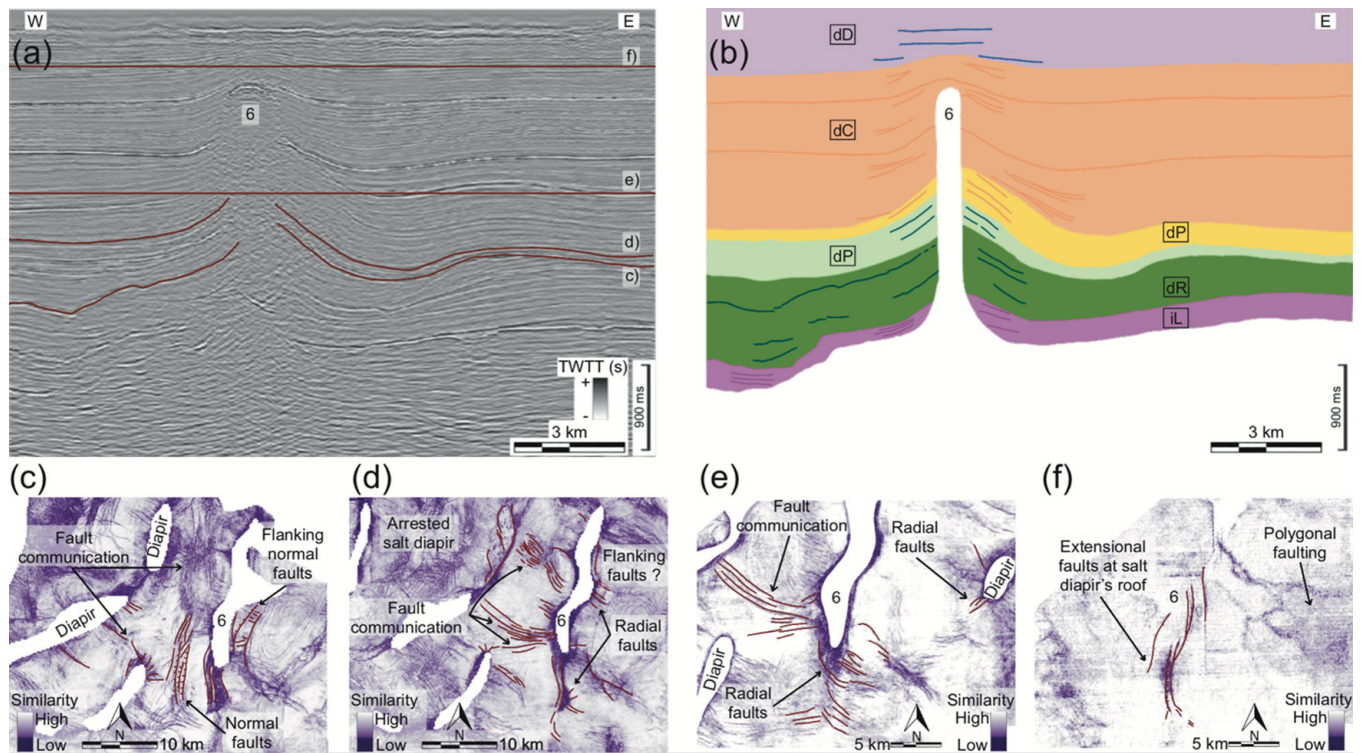 W
E
(a)
f)
6
e)
d)
c)
TWTT (s)
+
-
3 km
900 ms
W
E
(b)
dD
6
dC
dP
dP
dR
iL
3 km
900 ms
(c)
Fault
communication
Diapir
Flanking
normal
faults
Diapir
6
Similarity
High
Low
N
10 km
Normal
faults
(d)
Arrested
salt diapir
Flanking
faults ?
Fault
communication
6
Radial
faults
Similarity
High
Low
N
10 km
(e)
Fault
communication
Radial
faults
Diapir
6
Diapir
Radial
faults
5 km
N
Similarity
High
Low
(f)
Extensional
faults at salt
diapir's roof
6
Polygonal
faulting
5 km
N
Similarity
High
Low